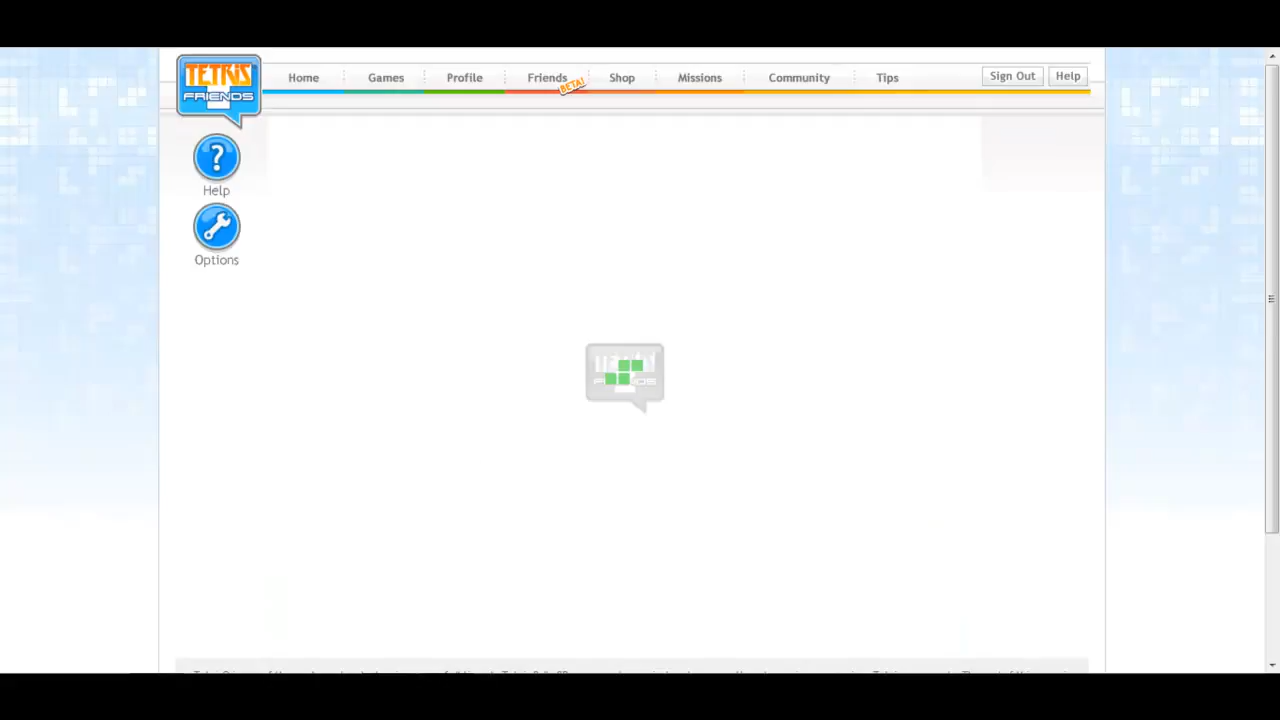 TETRIS
FRIENDS
Home
Games
Profile
Friends
BETA!
Shop
Missions
Community
Tips
Sign Out
Help
?
Help
Options